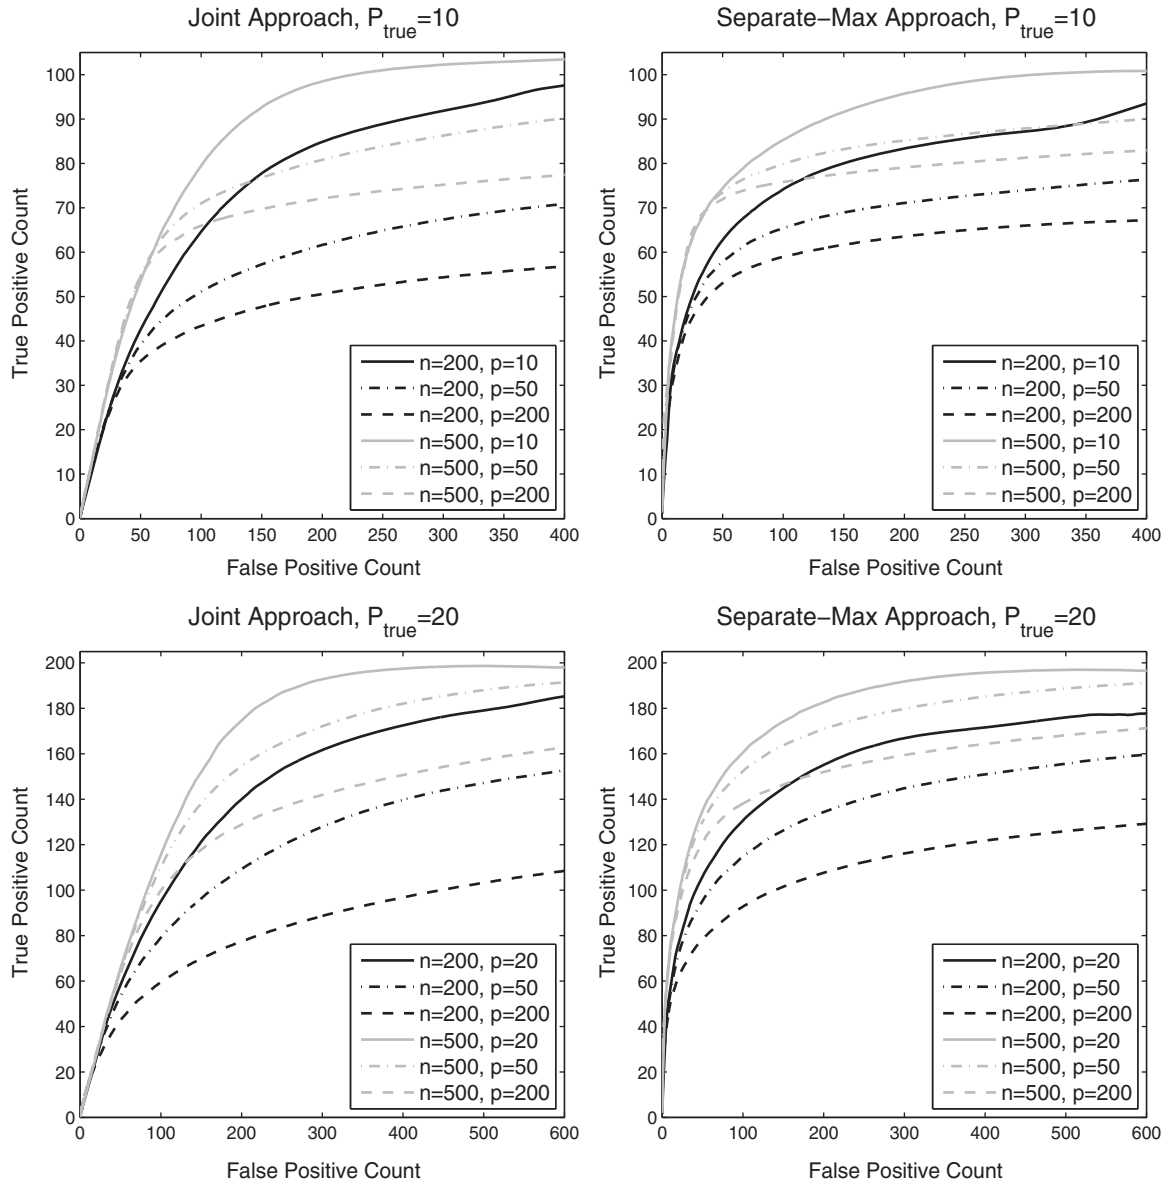 Joint Approach, P_true=10
True Positive Count
100
90
80
70
60
50
40
30
20
10
0
n=200, p=10
n=200, p=50
n=200, p=200
n=500, p=10
n=500, p=50
n=500, p=200
0 50 100 150 200 250 300 350 400
False Positive Count
Separate−Max Approach, P_true=10
True Positive Count
100
90
80
70
60
50
40
30
20
10
0
n=200, p=10
n=200, p=50
n=200, p=200
n=500, p=10
n=500, p=50
n=500, p=200
0 50 100 150 200 250 300 350 400
False Positive Count
Joint Approach, P_true=20
True Positive Count
200
180
160
140
120
100
80
60
40
20
0
n=200, p=20
n=200, p=50
n=200, p=200
n=500, p=20
n=500, p=50
n=500, p=200
0 100 200 300 400 500 600
False Positive Count
Separate−Max Approach, P_true=20
True Positive Count
200
180
160
140
120
100
80
60
40
20
0
n=200, p=20
n=200, p=50
n=200, p=200
n=500, p=20
n=500, p=50
n=500, p=200
0 100 200 300 400 500 600
False Positive Count